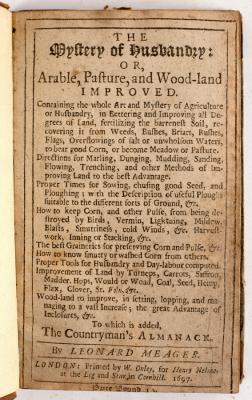 THE
Mystery of Husbandry:
OR,
Arable, Pasture, and Wood-land
IMPROVED.
Containing the whole Art and Mystery of Agriculture
or Husbandry, in Bettering and Improving all De-
grees of Land, fertilizing the barrenest Soil, reco-
vering it from Weeds, Bushes, Briars, Rushes,
Flags, Overflowings of salt or unwholsom Waters,
to bear good Corn, or become Meadow or Pasture.
Directions for Marling, Dunging, Mudding, Sanding,
Flowing, Trenching, and other Methods of Im-
proving Land to the best Advantage.
Proper Times for Sowing, chusing good Seed, and
Ploughing; with the Description of useful Ploughs
suitable to the different sorts of Ground, &c.
How to keep Corn, and other Pulse, from being de-
stroyed by Birds, Vermin, Lightning, Mildew,
Blasts, Smuttiness, cold Winds, &c. Harvest-
work, Inning or Stacking, &c.
The best Granaries for preserving Corn and Pulse, &c.
How to know smutty or washed Corn from others.
Proper Tools for Husbandry and Day-labour computed.
Improvement of Land by Turneps, Carrots, Saffron,
Madder, Hops, Would or Woad, Cod, Seed, Hemp,
Flax, Clover, St. Foin, &c.
Wood-land to improve, in setting, lopping, and ma-
naging to a vast Increase; the great Advantage of
Inclosures, &c.
To which is added,
The Countryman's ALMANACK.
By LEONARD MEAGER.
LONDON: Printed by W. Onley, for Henry Nelme,
at the Leg and Star, in Cornhill. 1697.